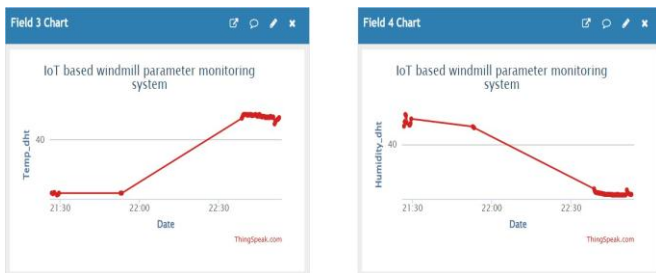 Field 3 Chart
IoT based windmill parameter monitoring
system
Temp_dht
40
21:30 22:00 22:30
Date
ThingSpeak.com
Field 4 Chart
IoT based windmill parameter monitoring
system
Humidity_dht
40
21:30 22:00 22:30
Date
ThingSpeak.com